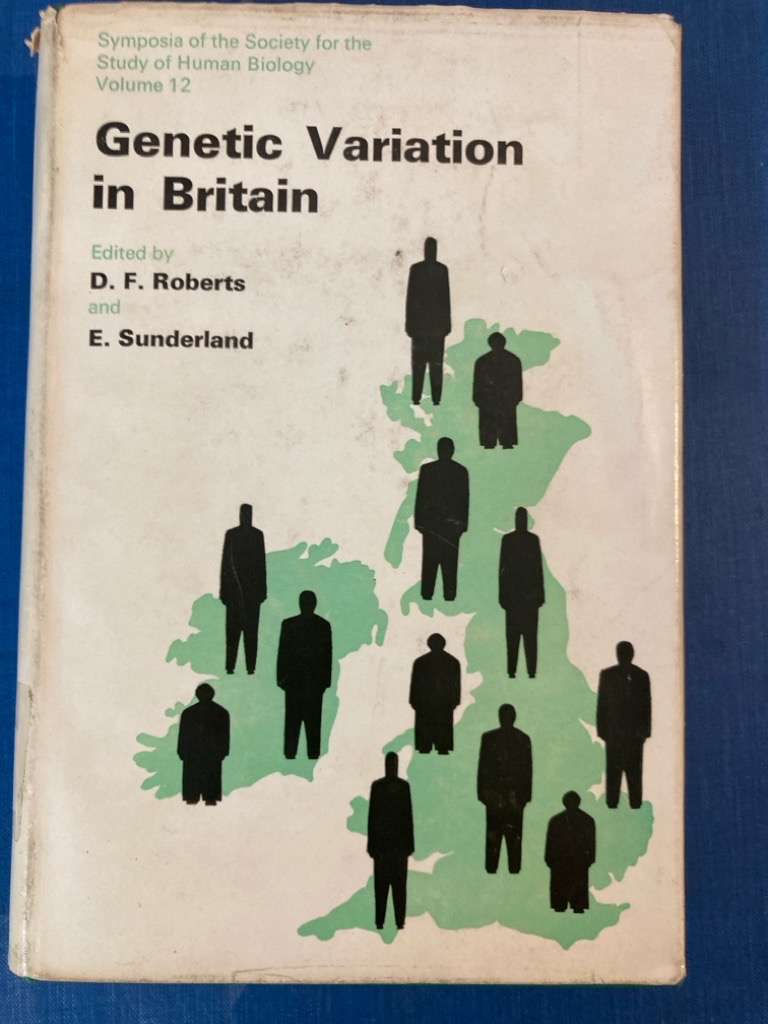 Symposia of the Society for the
Study of Human Biology
Volume 12
Genetic Variation
in Britain
Edited by
D. F. Roberts
and
E. Sunderland